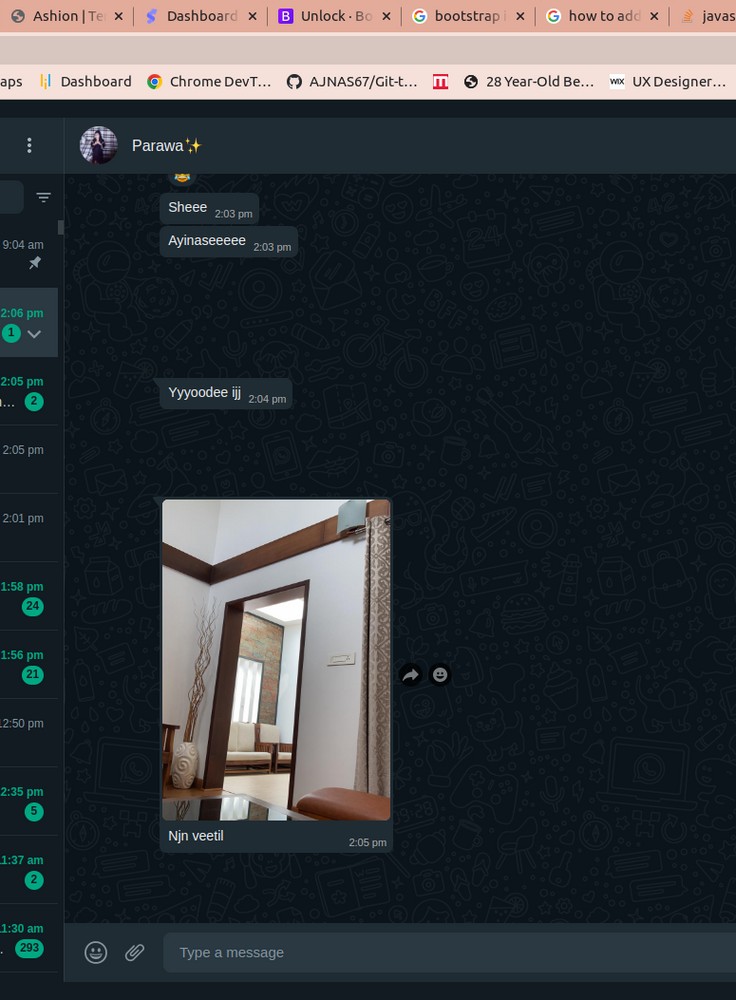 Ashion | Te
Dashboard
Unlock · Bo
bootstrap i
how to add
javas
aps
Dashboard
Chrome DevT…
AJNAS67/Git-t…
28 Year-Old Be…
WIX
UX Designer…
Parawa✨
Sheee 2:03 pm
Ayinaseeeee 2:03 pm
9:04 am
2:06 pm
1
2:05 pm
2
Yyyoodee ijj 2:04 pm
2:05 pm
2:01 pm
1:58 pm
24
1:56 pm
21
12:50 pm
2:35 pm
5
Njn veetil
2:05 pm
11:37 am
2
11:30 am
293
Type a message